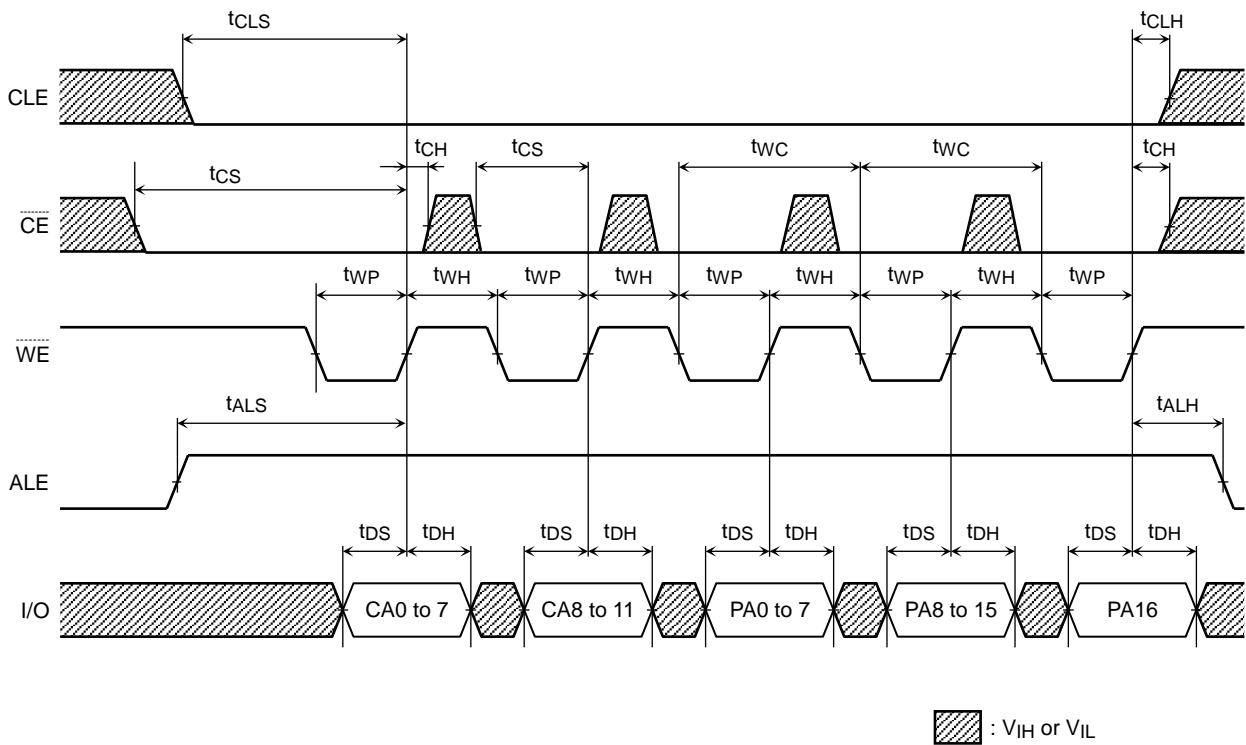 tCLS tCLH
CLE
tCH tCS tWC tWC tCH
tCS
CE
tWP tWH tWP tWH tWP tWH tWP tWH tWP
WE
tALS tALH
ALE
tDS tDH tDS tDH tDS tDH tDS tDH tDS tDH
I/O CA0 to 7 CA8 to 11 PA0 to 7 PA8 to 15 PA16
: VIH or VIL